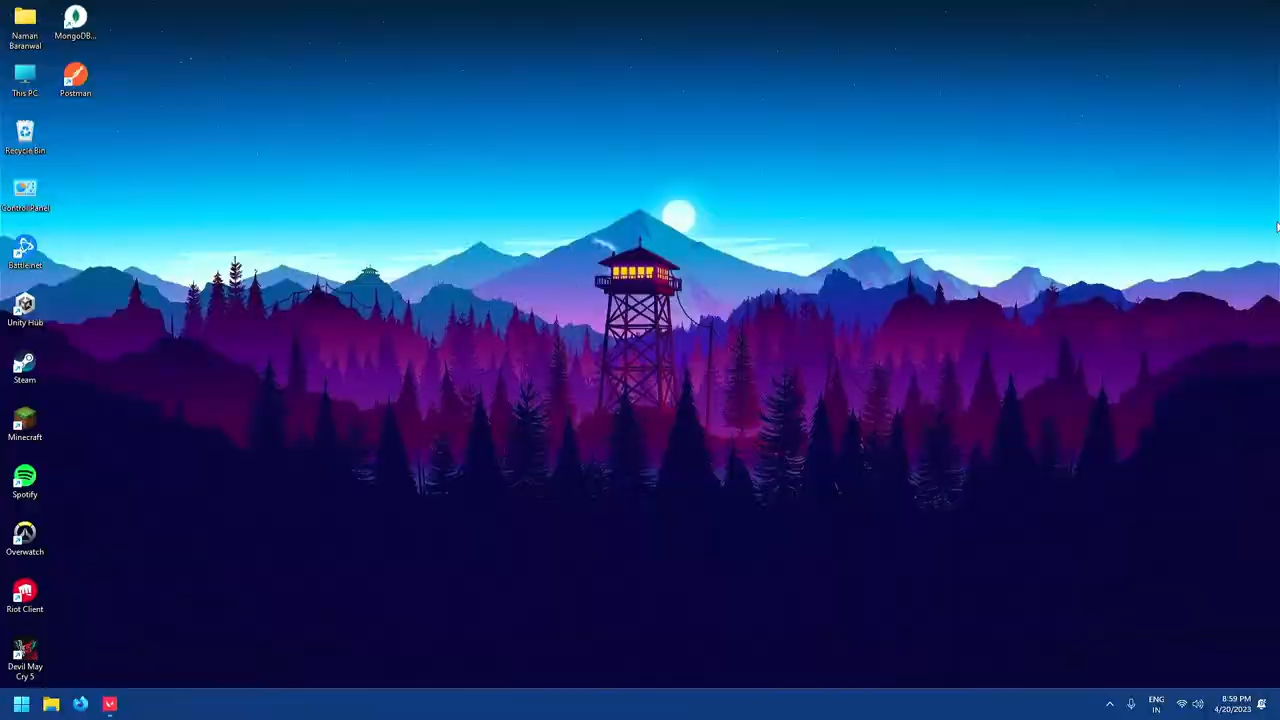 Naman
Baranwal
MongoDB...
This PC
Postman
Recycle Bin
Control Panel
Battle.net
Unity Hub
Steam
Minecraft
Spotify
Overwatch
Riot Client
Devil May
Cry 5
ENG
IN
8:59 PM
4/20/2023